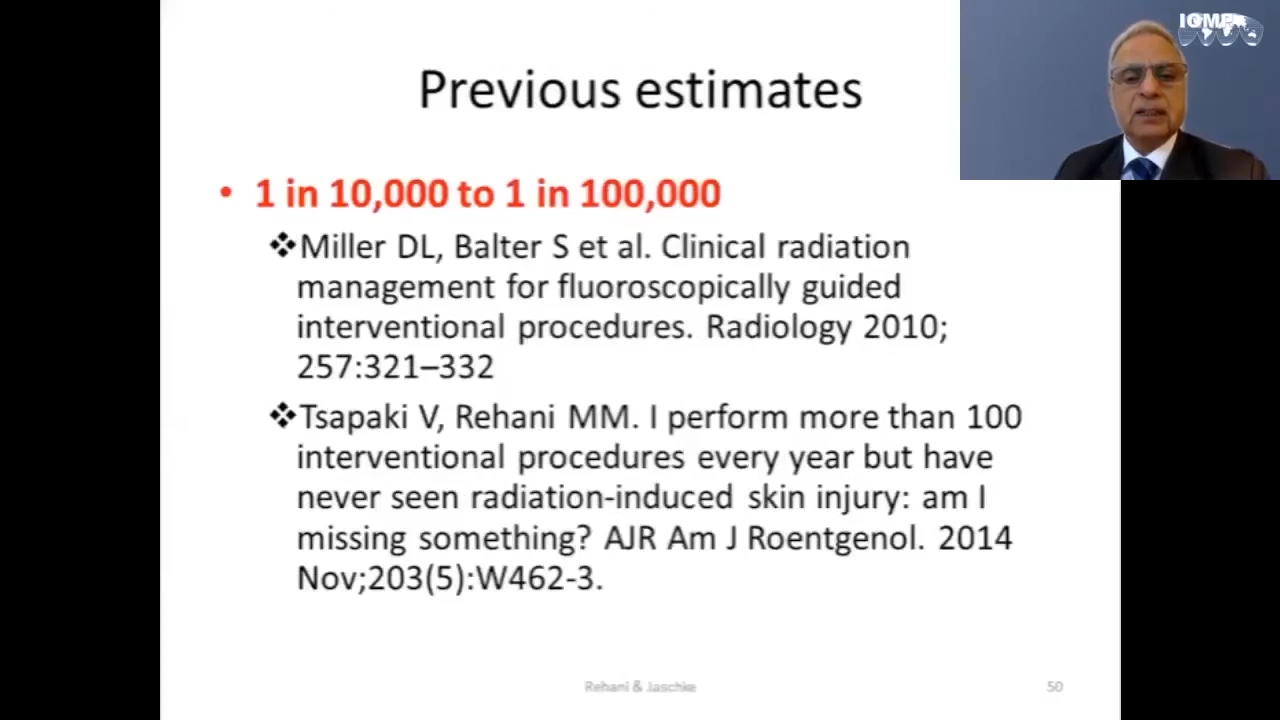 IOMP
Previous estimates
• 1 in 10,000 to 1 in 100,000
❖Miller DL, Balter S et al. Clinical radiation
management for fluoroscopically guided
interventional procedures. Radiology 2010;
257:321–332
❖Tsapaki V, Rehani MM. I perform more than 100
interventional procedures every year but have
never seen radiation-induced skin injury: am I
missing something? AJR Am J Roentgenol. 2014
Nov;203(5):W462-3.
Rehani & Jaschke
50